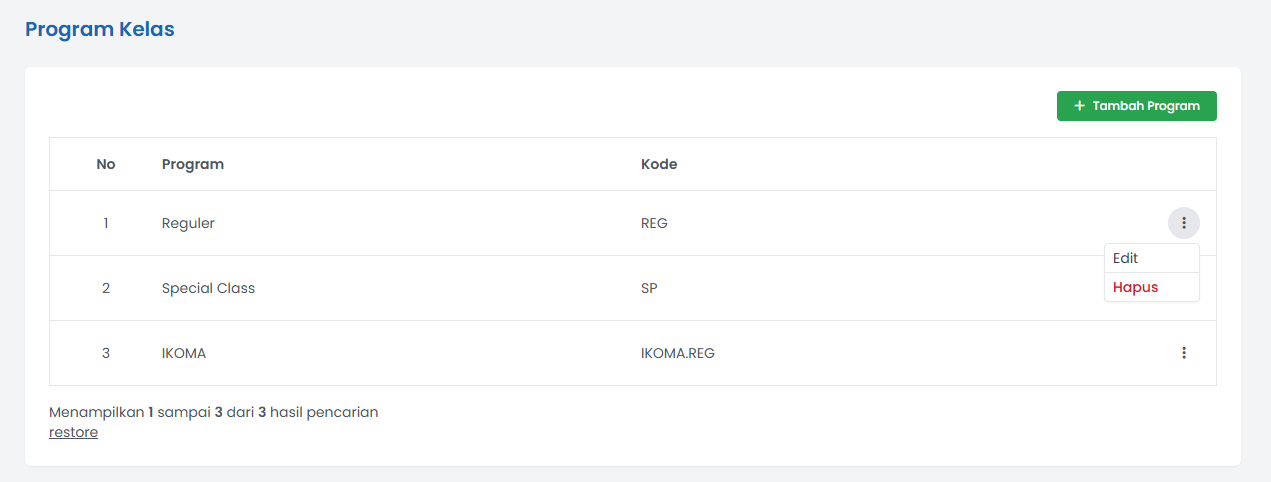 Program Kelas
+ Tambah Program
No Program Kode
1 Reguler REG
Edit
2 Special Class SP
Hapus
3 IKOMA IKOMA.REG
Menampilkan 1 sampai 3 dari 3 hasil pencarian
restore